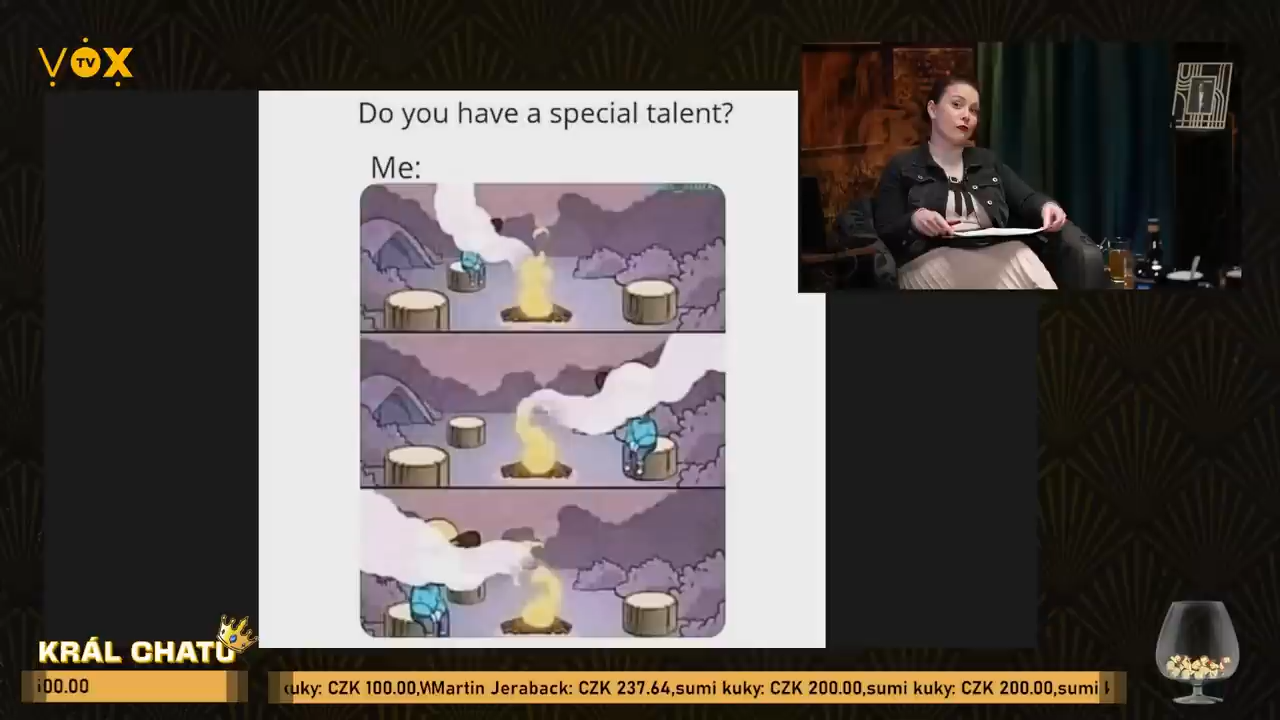 VOX
TV
Do you have a special talent?
Me:
KRÁL CHATU
100.00
kuky: CZK 100.00,WMartin Jeraback: CZK 237.64,sumi kuky: CZK 200.00,sumi kuky: CZK 200.00,sumi